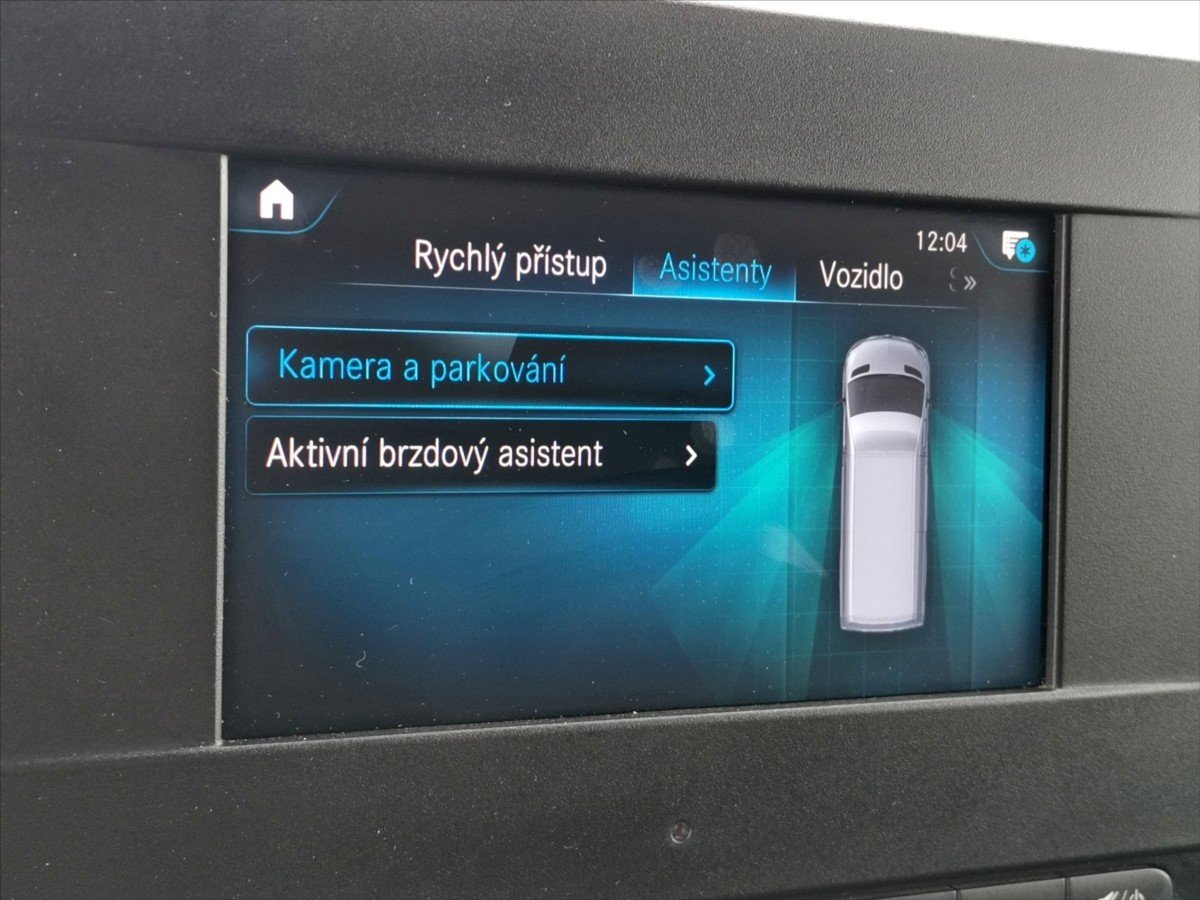 12:04
Rychlý přístup
Asistenty
Vozidlo
Kamera a parkování
Aktivní brzdový asistent